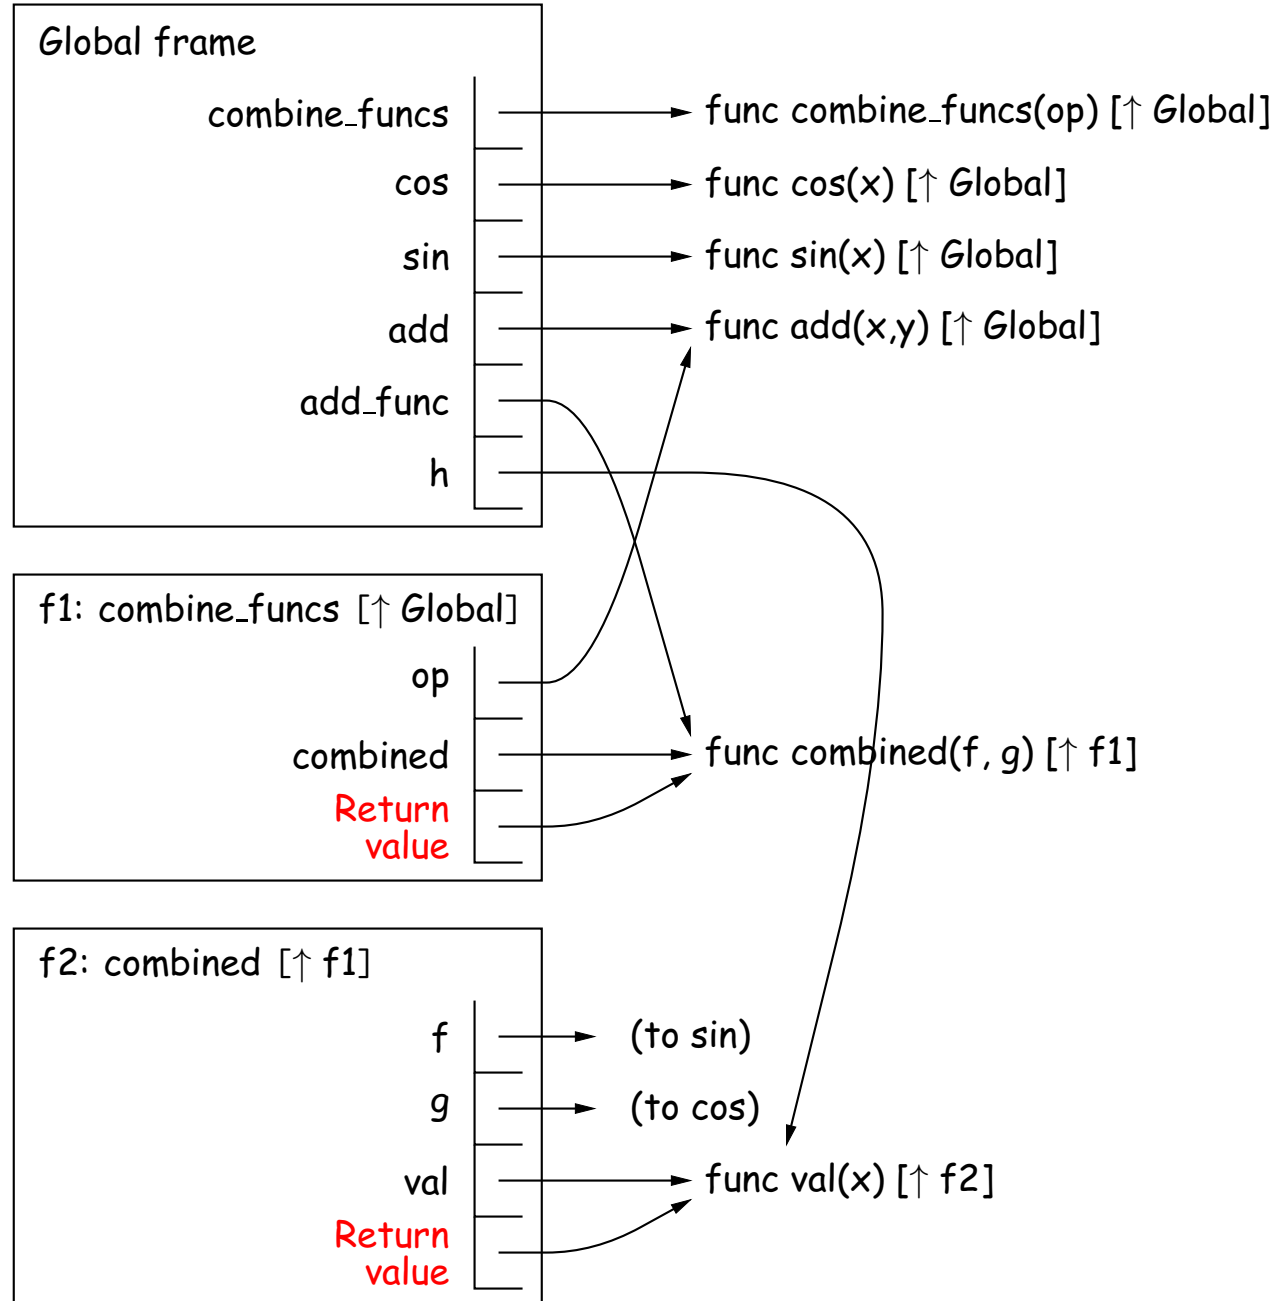 Global frame
combine_funcs
func combine_funcs(op) [↑ Global]
cos
func cos(x) [↑ Global]
sin
func sin(x) [↑ Global]
add
func add(x,y) [↑ Global]
add_func
h
f1: combine_funcs [↑ Global]
op
combined
func combined(f, g) [↑ f1]
Return
value
f2: combined [↑ f1]
f
(to sin)
g
(to cos)
val
func val(x) [↑ f2]
Return
value